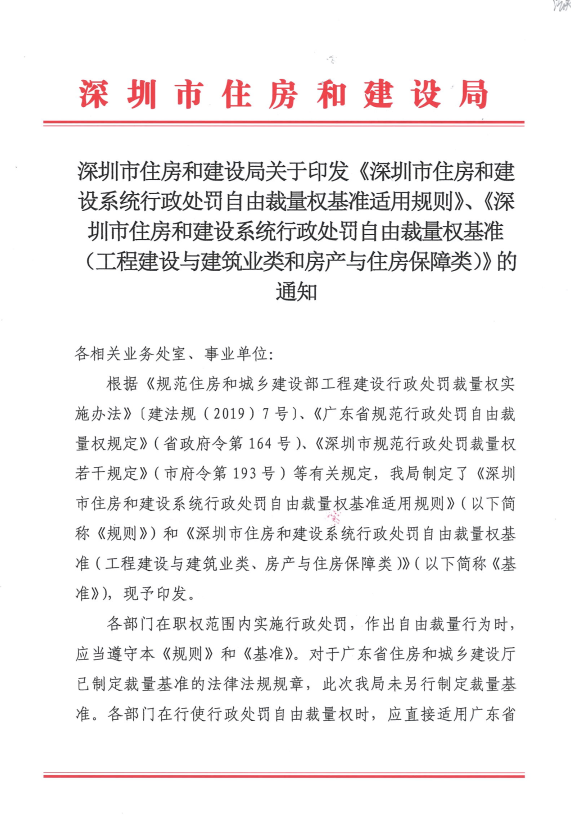 深圳市住房和建设局
深圳市住房和建设局关于印发《深圳市住房和建
设系统行政处罚自由裁量权基准适用规则》、《深
圳市住房和建设系统行政处罚自由裁量权基准
（工程建设与建筑业类和房产与住房保障类）》的
通知
各相关业务处室、事业单位：
根据《规范住房和城乡建设部工程建设行政处罚裁量权实
施办法》〔建法规（2019）7号〕、《广东省规范行政处罚自由裁
量权规定》（省政府令第164号）、《深圳市规范行政处罚裁量权
若干规定》（市府令第193号）等有关规定，我局制定了《深圳
市住房和建设系统行政处罚自由裁量权基准适用规则》（以下简
称《规则》）和《深圳市住房和建设系统行政处罚自由裁量权基
准（工程建设与建筑业类、房产与住房保障类）》（以下简称《基
准》），现予印发。
各部门在职权范围内实施行政处罚，作出自由裁量行为时，
应当遵守本《规则》和《基准》。对于广东省住房和城乡建设厅
已制定裁量基准的法律法规规章，此次我局未另行制定裁量基
准。各部门在行使行政处罚自由裁量权时，应直接适用广东省